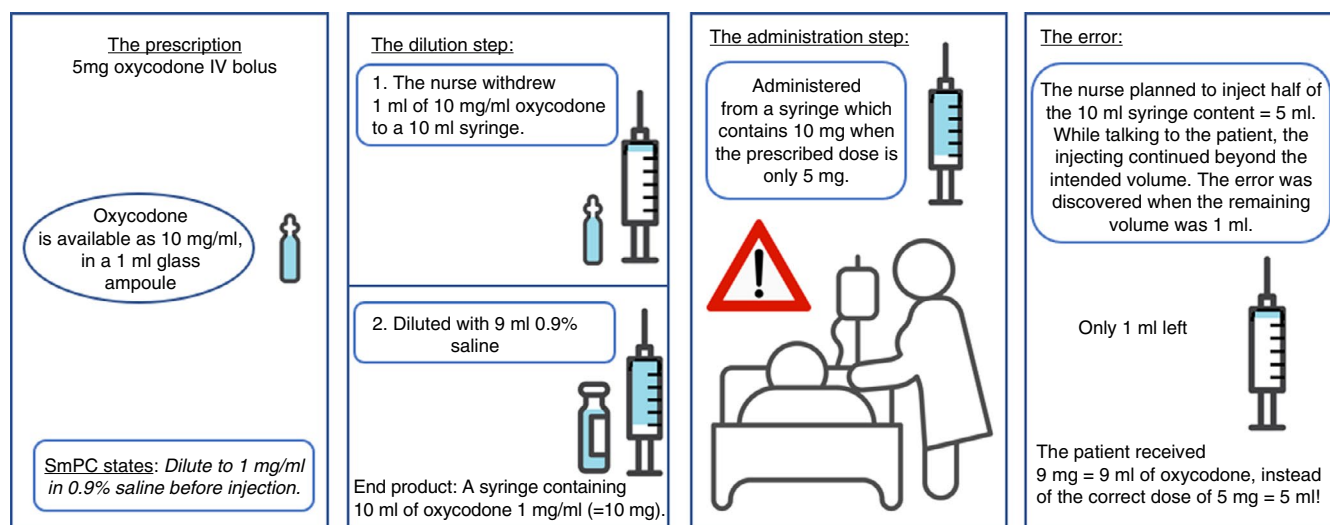 The prescription
5mg oxycodone IV bolus
Oxycodone
is available as 10 mg/ml,
in a 1 ml glass
ampoule
SmPC states: Dilute to 1 mg/ml
in 0.9% saline before injection.
The dilution step:
1. The nurse withdrew
1 ml of 10 mg/ml oxycodone
to a 10 ml syringe.
2. Diluted with 9 ml 0.9%
saline
End product: A syringe containing
10 ml of oxycodone 1 mg/ml (=10 mg).
The administration step:
Administered
from a syringe which
contains 10 mg when
the prescribed dose is
only 5 mg.
!
The error:
The nurse planned to inject half of
the 10 ml syringe content = 5 ml.
While talking to the patient, the
injecting continued beyond the
intended volume. The error was
discovered when the remaining
volume was 1 ml.
Only 1 ml left
The patient received
9 mg = 9 ml of oxycodone, instead
of the correct dose of 5 mg = 5 ml!